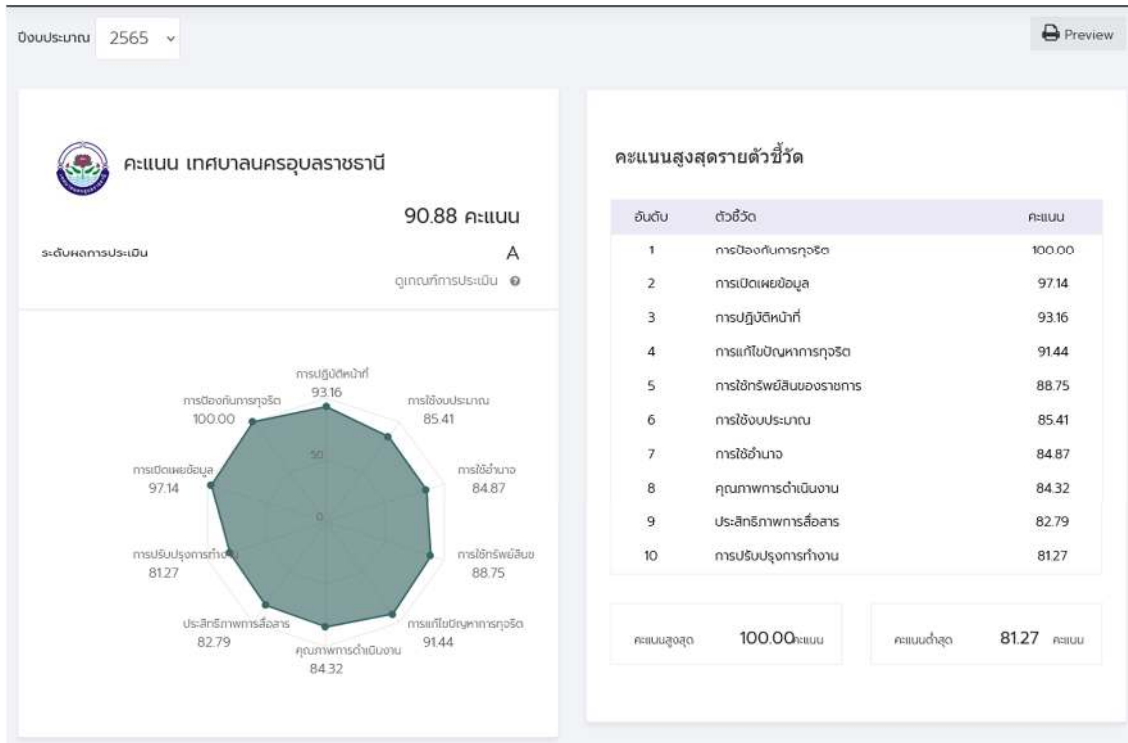 ปีงบประมาณ 2565
Preview
คะแนน เทศบาลนครอุบลราชธานี
90.88 คะแนน
ระดับผลการประเมิน A
ดูเกณฑ์การประเมิน
การปฏิบัติหน้าที่
93.16
การใช้งบประมาณ
85.41
การใช้อำนาจ
84.87
การใช้ทรัพย์สินข
88.75
การแก้ไขปัญหาการทุจริต
91.44
คุณภาพการดำเนินงาน
84.32
ประสิทธิภาพการสื่อสาร
82.79
การปรับปรุงการทำงาน
81.27
การเปิดเผยข้อมูล
97.14
การป้องกันการทุจริต
100.00
50
0
คะแนนสูงสุดรายตัวชี้วัด
อันดับ ตัวชี้วัด คะแนน
1 การป้องกันการทุจริต 100.00
2 การเปิดเผยข้อมูล 97.14
3 การปฏิบัติหน้าที่ 93.16
4 การแก้ไขปัญหาการทุจริต 91.44
5 การใช้ทรัพย์สินของราชการ 88.75
6 การใช้งบประมาณ 85.41
7 การใช้อำนาจ 84.87
8 คุณภาพการดำเนินงาน 84.32
9 ประสิทธิภาพการสื่อสาร 82.79
10 การปรับปรุงการทำงาน 81.27
คะแนนสูงสุด 100.00คะแนน
คะแนนต่ำสุด 81.27 คะแนน